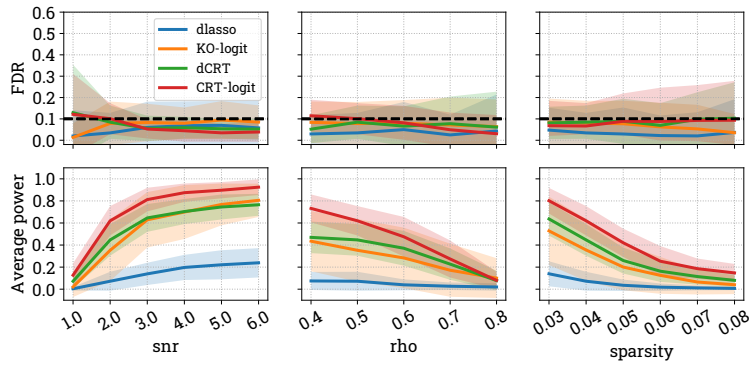 FDR
0.6
0.5
0.4
0.3
0.2
0.1
0.0
dlasso
KO-logit
dCRT
CRT-logit
Average power
1.0
0.8
0.6
0.4
0.2
0.0
1.0 2.0 3.0 4.0 5.0 6.0
snr
0.4 0.5 0.6 0.7 0.8
rho
0.03 0.04 0.05 0.06 0.07 0.08
sparsity